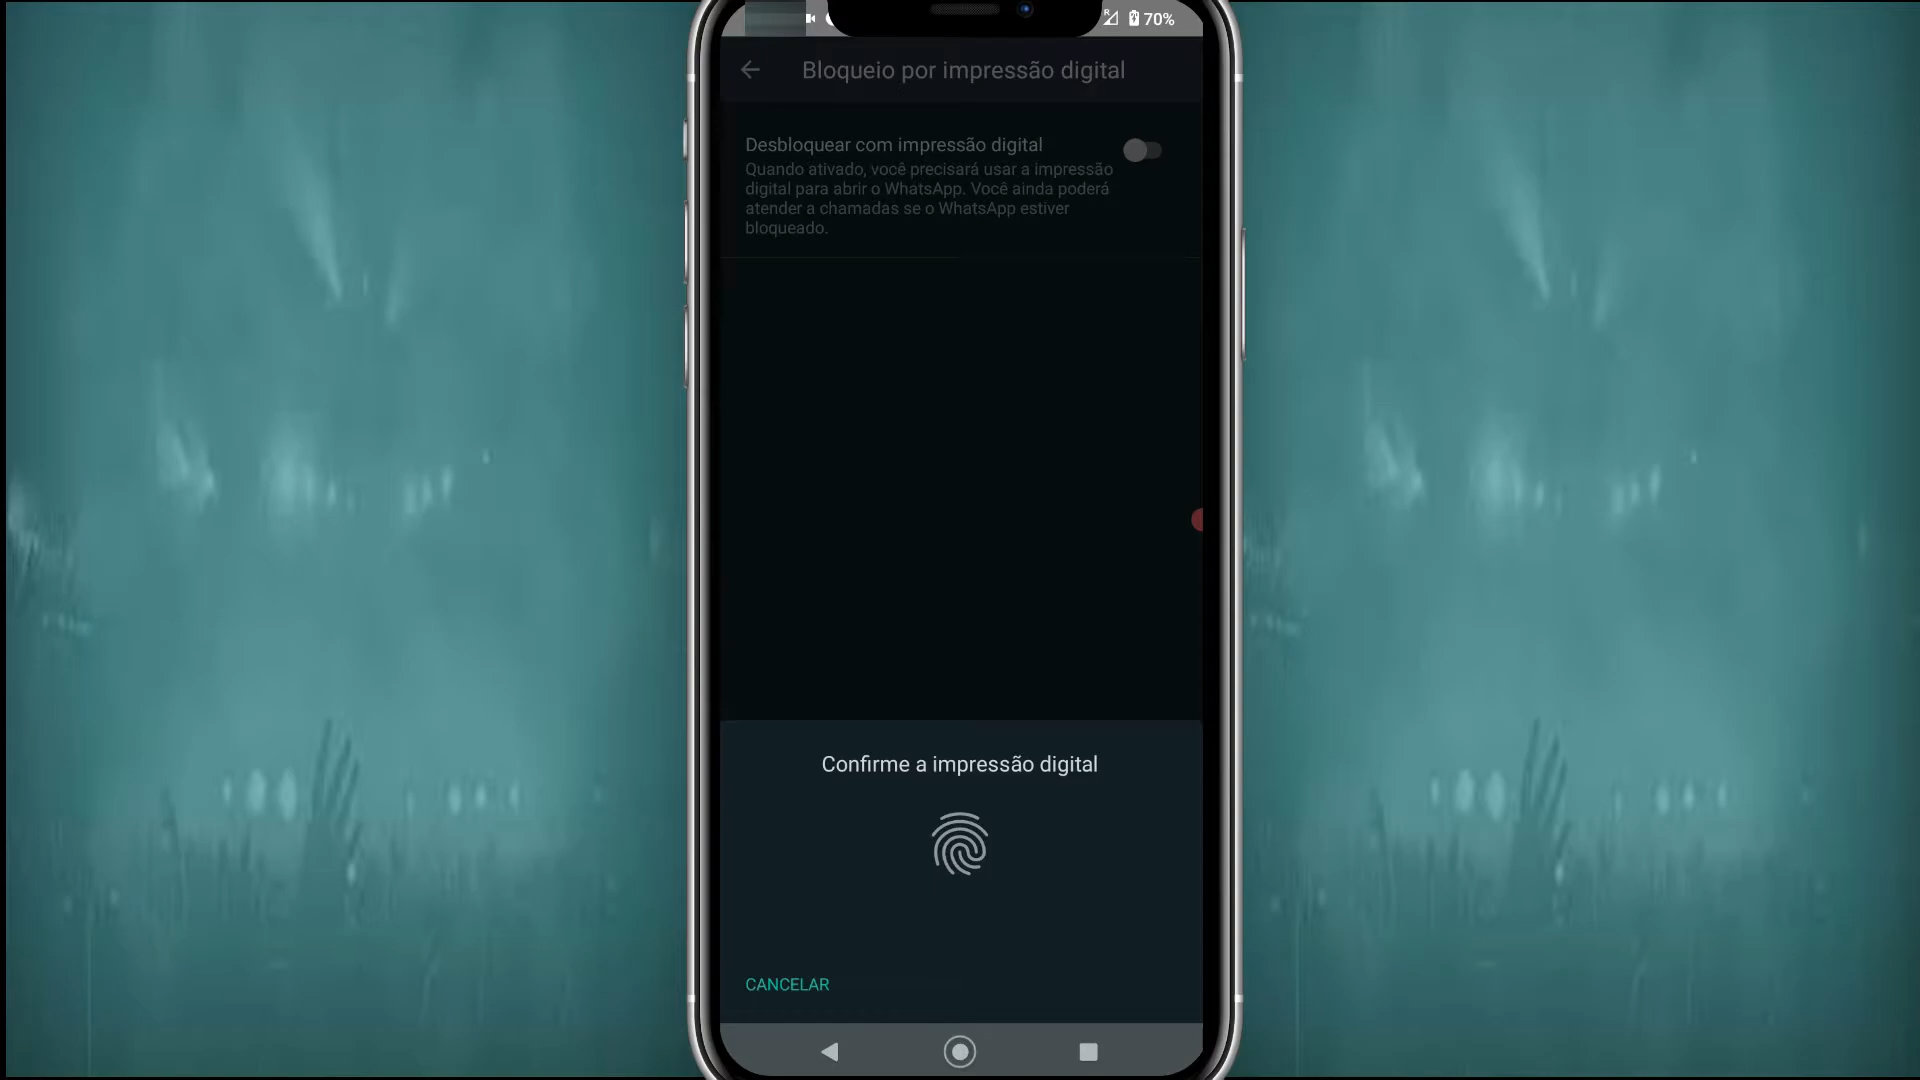 R
70%
Bloqueio por impressão digital
Desbloquear com impressão digital
Quando ativado, você precisará usar a impressão
digital para abrir o WhatsApp. Você ainda poderá
atender a chamadas se o WhatsApp estiver
bloqueado.
Confirme a impressão digital
CANCELAR